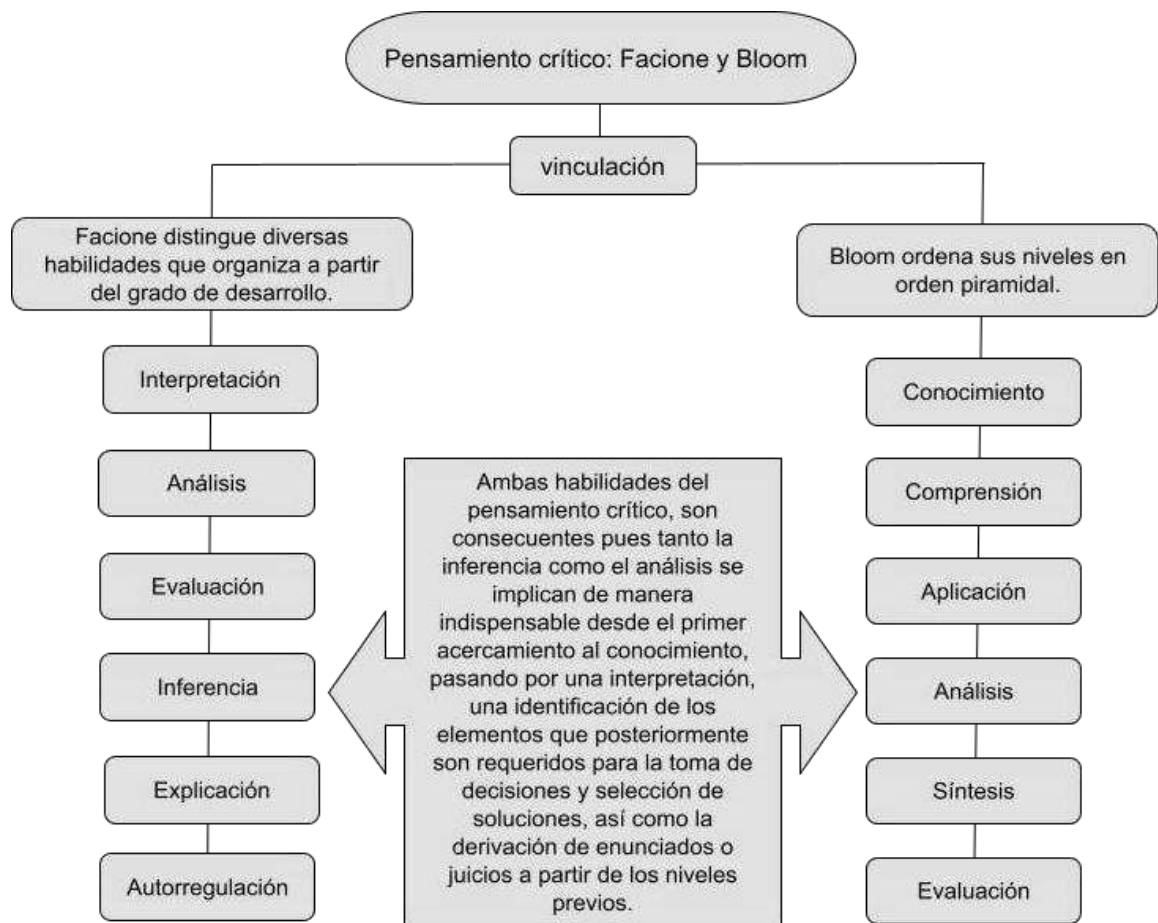 Pensamiento crítico: Facione y Bloom
vinculación
Facione distingue diversas
habilidades que organiza a partir
del grado de desarrollo.
Interpretación
Análisis
Evaluación
Inferencia
Explicación
Autorregulación
Ambas habilidades del
pensamiento crítico, son
consecuentes pues tanto la
inferencia como el análisis se
implican de manera
indispensable desde el primer
acercamiento al conocimiento,
pasando por una interpretación,
una identificación de los
elementos que posteriormente
son requeridos para la toma de
decisiones y selección de
soluciones, así como la
derivación de enunciados o
juicios a partir de los niveles
previos.
Bloom ordena sus niveles en
orden piramidal.
Conocimiento
Comprensión
Aplicación
Análisis
Síntesis
Evaluación